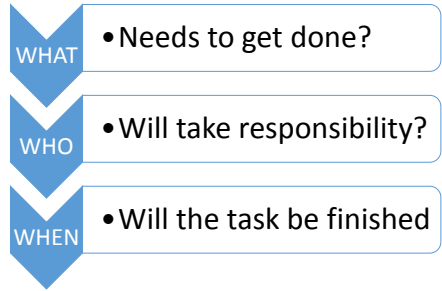 WHAT
•Needs to get done?
WHO
•Will take responsibility?
WHEN
•Will the task be finished